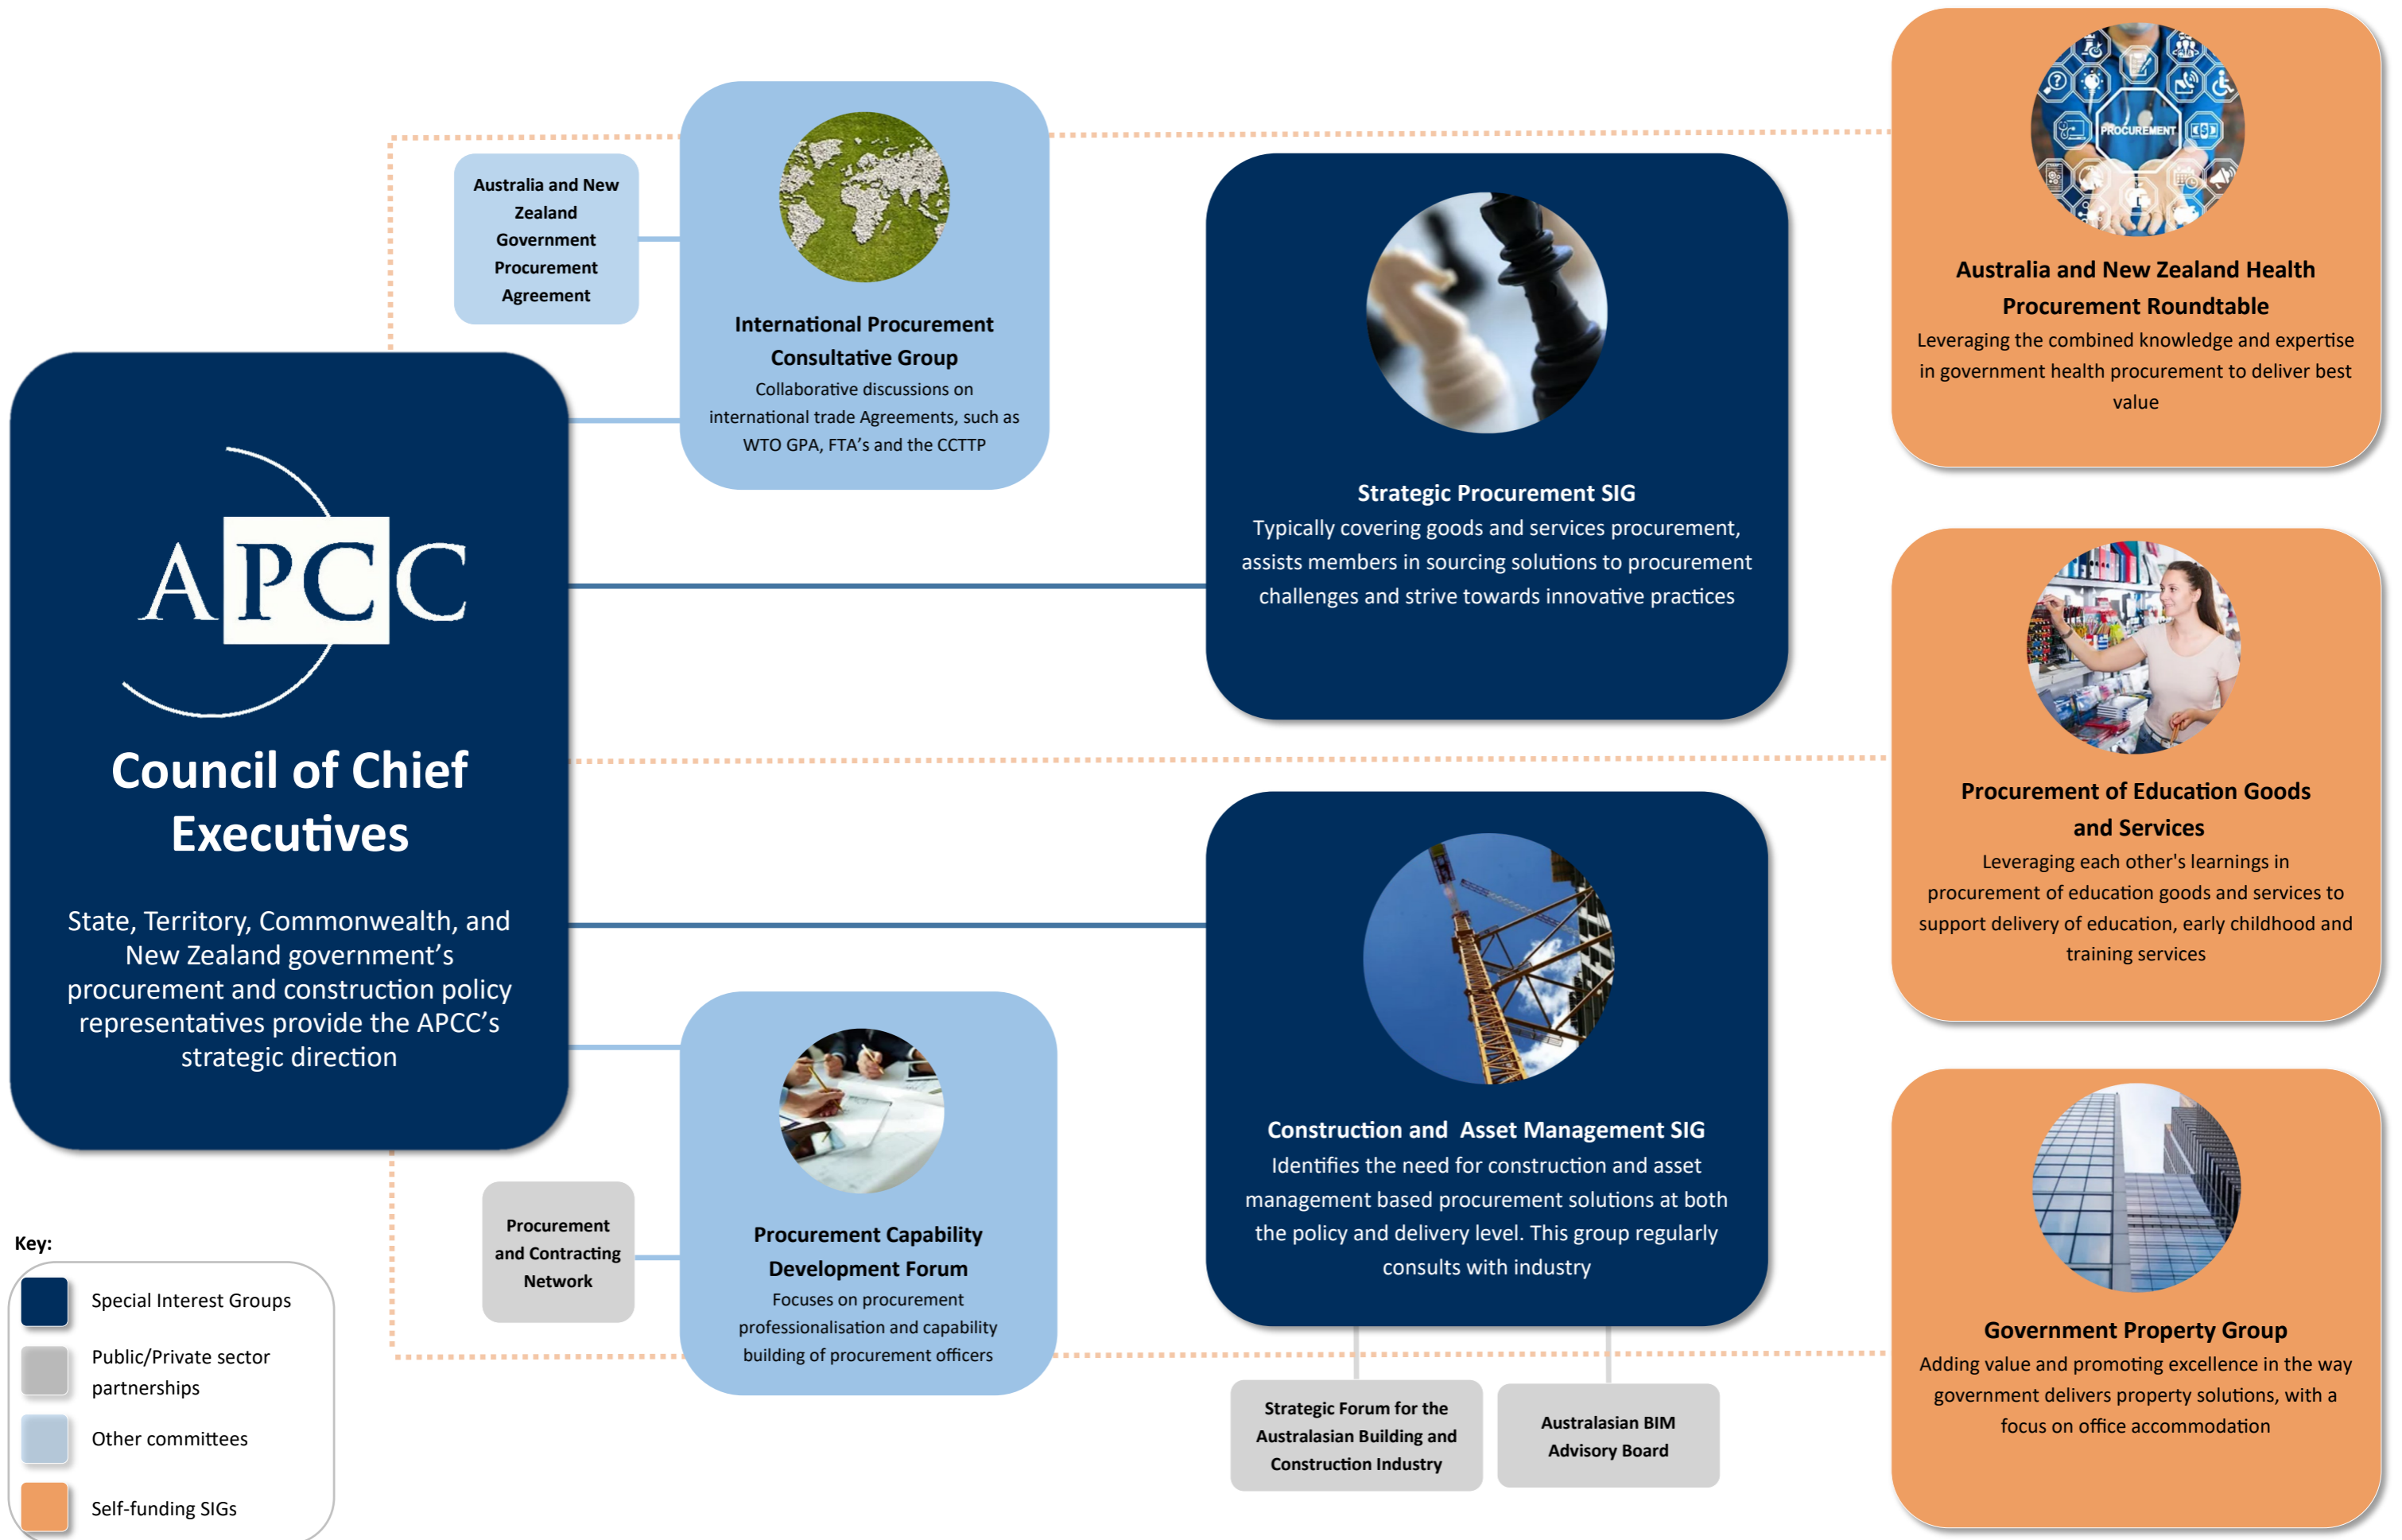 APCC
Council of Chief
Executives
State, Territory, Commonwealth, and
New Zealand government’s
procurement and construction policy
representatives provide the APCC’s
strategic direction
Australia and New
Zealand
Government
Procurement
Agreement
International Procurement
Consultative Group
Collaborative discussions on
international trade Agreements, such as
WTO GPA, FTA’s and the CCTTP
Strategic Procurement SIG
Typically covering goods and services procurement,
assists members in sourcing solutions to procurement
challenges and strive towards innovative practices
PROCUREMENT
Australia and New Zealand Health
Procurement Roundtable
Leveraging the combined knowledge and expertise
in government health procurement to deliver best
value
Procurement of Education Goods
and Services
Leveraging each other's learnings in
procurement of education goods and services to
support delivery of education, early childhood and
training services
Procurement
and Contracting
Network
Procurement Capability
Development Forum
Focuses on procurement
professionalisation and capability
building of procurement officers
Construction and  Asset Management SIG
Identifies the need for construction and asset
management based procurement solutions at both
the policy and delivery level. This group regularly
consults with industry
Strategic Forum for the
Australasian Building and
Construction Industry
Australasian BIM
Advisory Board
Government Property Group
Adding value and promoting excellence in the way
government delivers property solutions, with a
focus on office accommodation
Key:
Special Interest Groups
Public/Private sector
partnerships
Other committees
Self-funding SIGs